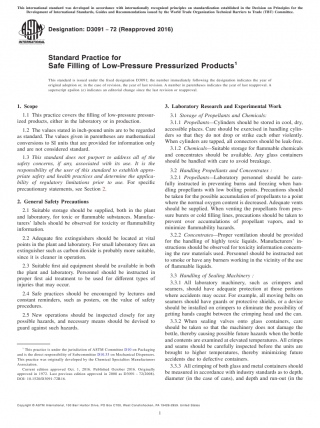 This international standard was developed in accordance with internationally recognized principles on standardization established in the Decision on Principles for the
Development of International Standards, Guides and Recommendations issued by the World Trade Organization Technical Barriers to Trade (TBT) Committee.
Designation: D3091 - 72 (Reapproved 2016)
Standard Practice for
Safe Filling of Low-Pressure Pressurized Products¹
This standard is issued under the fixed designation D3091; the number immediately following the designation indicates the year of
original adoption or, in the case of revision, the year of last revision. A number in parentheses indicates the year of last reapproval. A
superscript epsilon (ε) indicates an editorial change since the last revision or reapproval.
1. Scope
1.1 This practice covers the filling of low-pressure pressur-
ized products, either in the laboratory or in production.
1.2 The values stated in inch-pound units are to be regarded
as standard. The values given in parentheses are mathematical
conversions to SI units that are provided for information only
and are not considered standard.
1.3 This standard does not purport to address all of the
safety concerns, if any, associated with its use. It is the
responsibility of the user of this standard to establish appro-
priate safety and health practices and determine the applica-
bility of regulatory limitations prior to use. For specific
precautionary statements, see Section 2.
2. General Safety Precautions
2.1 Suitable storage should be supplied, both in the plant
and laboratory, for toxic or flammable substances. Manufac-
turers' labels should be observed for toxicity or flammability
information.
2.2 Adequate fire extinguishers should be located at vital
points in the plant and laboratory. For small laboratory fires an
extinguisher such as carbon dioxide is probably more suitable,
since it is cleaner in operation.
2.3 Suitable first aid equipment should be available in both
the plant and laboratory. Personnel should be instructed in
proper first aid treatment to be used for different types of
injuries that may occur.
2.4 Safe practices should be encouraged by lectures and
constant reminders, such as posters, on the value of safety
procedures.
2.5 New operations should be inspected closely for any
possible hazards, and necessary means should be devised to
guard against such hazards.
¹ This practice is under the jurisdiction of ASTM Committee D10 on Packaging
and is the direct responsibility of Subcommittee D10.33 on Mechanical Dispensers.
This practice was originally developed by the Chemical Specialties Manufacturers
Association.
Current edition approved Oct. 1, 2016. Published October 2016. Originally
approved in 1972. Last previous edition approved in 2008 as D3091 – 72(2008).
DOI: 10.1520/D3091-72R16.
3. Laboratory Research and Experimental Work
3.1 Storage of Propellants and Chemicals:
3.1.1 Propellants—Cylinders should be stored in cool, dry,
accessible places. Care should be exercised in handling cylin-
ders so that they do not drop or strike each other violently.
When cylinders are tapped, all connectors should be leak-free.
3.1.2 Chemicals—Suitable storage for flammable chemicals
and concentrates should be available. Any glass containers
should be handled with care to avoid breakage.
3.2 Handling Propellants and Concentrates :
3.2.1 Propellants—Laboratory personnel should be care-
fully instructed in preventing burns and freezing when han-
dling propellants with low boiling points. Precautions should
be taken for the possible accumulation of propellants to a point
where the normal oxygen content is decreased. Adequate vents
should be supplied. When venting the propellants from pres-
sure burets or cold filling lines, precautions should be taken to
prevent over accumulations of propellant vapors, and to
minimize flammability hazards.
3.2.2 Concentrates—Proper ventilation should be provided
for the handling of highly toxic liquids. Manufacturers' in-
structions should be observed for toxicity information concern-
ing the raw materials used. Personnel should be instructed not
to smoke or have any burners working in the vicinity of the use
of flammable liquids.
3.3 Handling of Sealing Machinery :
3.3.1 All laboratory machinery, such as crimpers and
seamers, should have adequate protection at these portions
where accidents may occur. For example, all moving belts on
seamers should have guards or protective shields, or a device
should be installed on crimpers to eliminate the possibility of
getting hands caught between the crimping head and the can.
3.3.2 When sealing valves onto glass containers, care
should be taken so that the machinery does not damage the
bottle, thereby causing possible future hazards when the bottle
and contents are examined at elevated temperatures. All crimps
and seams should be carefully inspected before the units are
brought to higher temperatures, thereby minimizing future
accidents due to defective containers.
3.3.3 All crimping of both glass and metal containers should
be measured in accordance with industry standards as to depth,
diameter (in the case of cans), and depth and run-out (in the
Copyright © ASTM International, 100 Barr Harbor Drive, PO Box C700, West Conshohocken, PA 19428-2959. United States
1